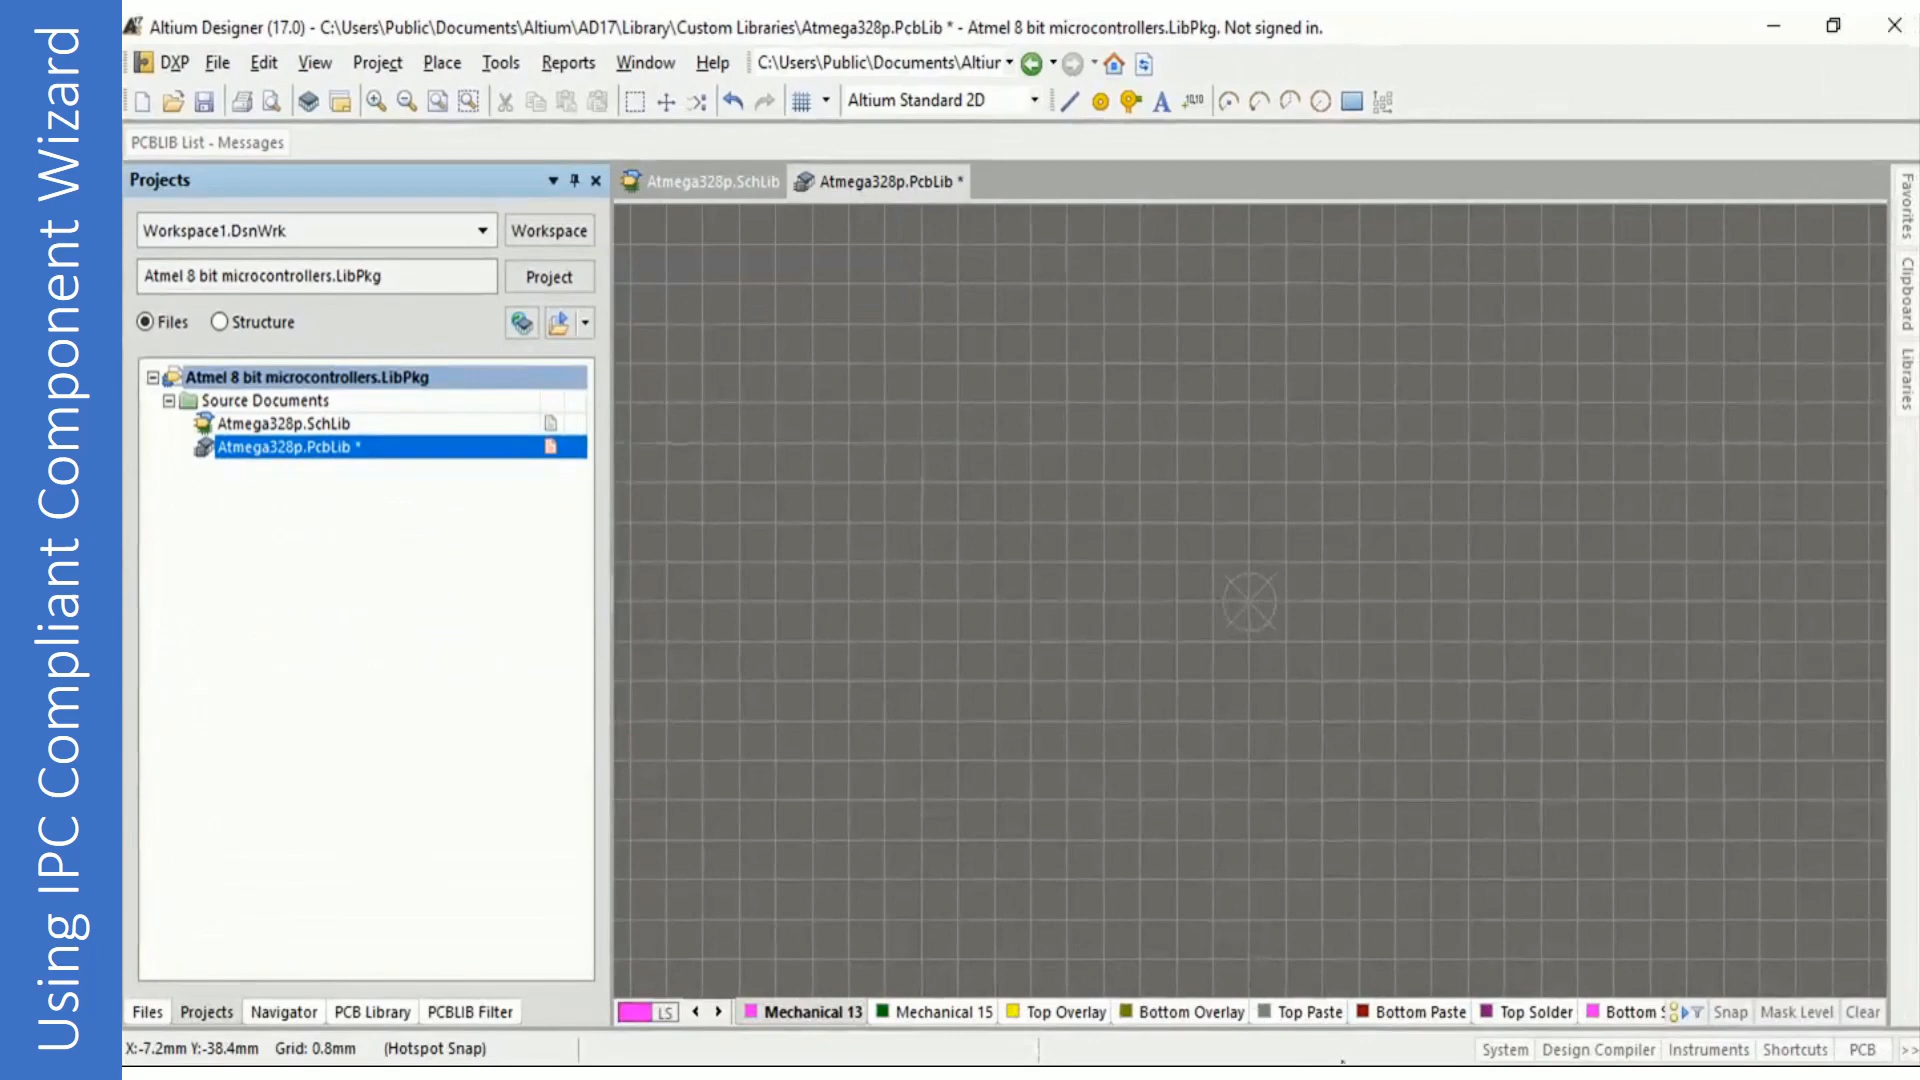 Using IPC Compliant Component Wizard
Altium Designer (17.0) - C:\Users\Public\Documents\Altium\AD17\Library\Custom Libraries\Atmega328p.PcbLib * - Atmel 8 bit microcontrollers.LibPkg. Not signed in.
DXP File Edit View Project Place Tools Reports Window Help C:\Users\Public\Documents\Altiur
Altium Standard 2D
PCBLIB List - Messages
Projects
Atmega328p.SchLib Atmega328p.PcbLib *
Workspace1.DsnWrk Workspace
Atmel 8 bit microcontrollers.LibPkg Project
Files Structure
Atmel 8 bit microcontrollers.LibPkg
Source Documents
Atmega328p.SchLib
Atmega328p.PcbLib *
Favorites
Clipboard
Libraries
Files Projects Navigator PCB Library PCBLIB Filter
LS Mechanical 13 Mechanical 15 Top Overlay Bottom Overlay Top Paste Bottom Paste Top Solder Bottom Snap Mask Level Clear
X:-7.2mm Y:-38.4mm Grid: 0.8mm (Hotspot Snap)
System Design Compiler Instruments Shortcuts PCB >>